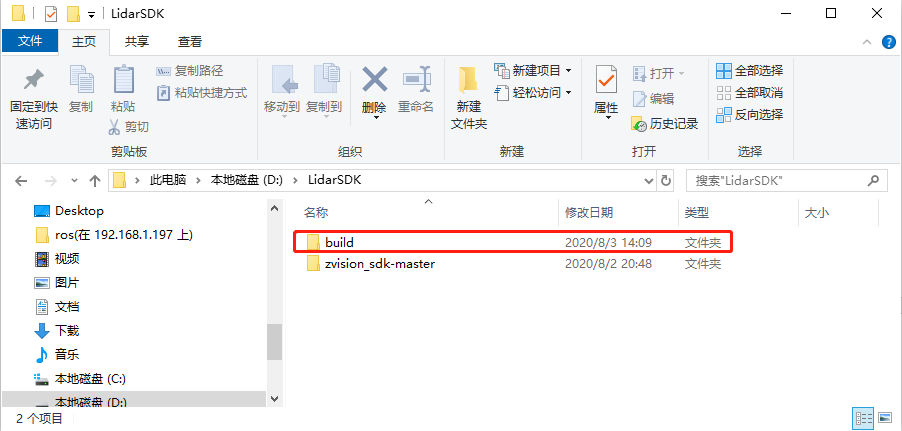 LidarSDK
文件 主页 共享 查看
固定到快速访问 复制 粘贴 复制路径 粘贴快捷方式 剪切 移动到 复制到 删除 重命名 新建文件夹 新建项目 轻松访问 属性 打开 编辑 历史记录 全部选择 全部取消 反向选择
剪贴板 组织 新建 打开 选择
此电脑 本地磁盘 (D:) LidarSDK 搜索"LidarSDK"
名称 修改日期 类型 大小
Desktop
ros(在 192.168.1.197 上)
视频
图片
文档
下载
音乐
本地磁盘 (C:)
本地磁盘 (D:)
build 2020/8/3 14:09 文件夹
zvision_sdk-master 2020/8/2 20:48 文件夹
2 个项目